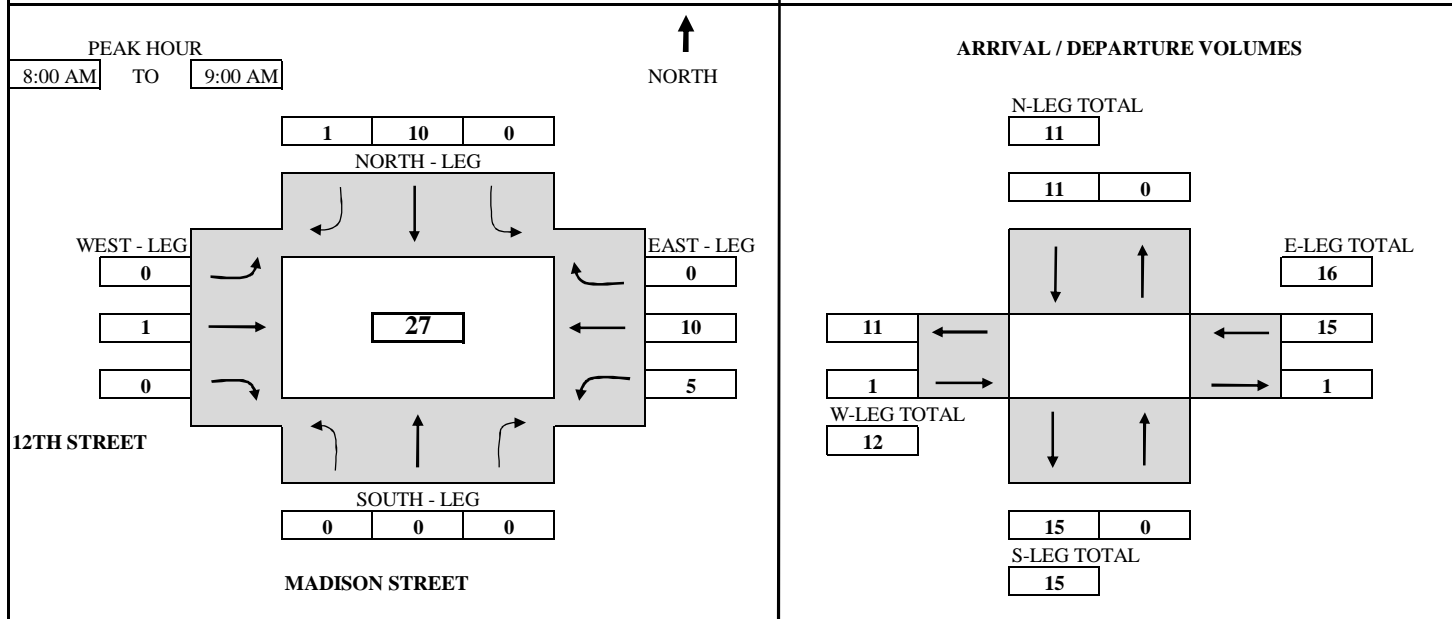 PEAK HOUR
8:00 AM TO 9:00 AM
NORTH
1 10 0
NORTH - LEG
WEST - LEG
EAST - LEG
0
0
1
27
10
0
5
12TH STREET
SOUTH - LEG
0 0 0
MADISON STREET
ARRIVAL / DEPARTURE VOLUMES
N-LEG TOTAL
11
11 0
E-LEG TOTAL
16
11
15
1
1
W-LEG TOTAL
12
15 0
S-LEG TOTAL
15